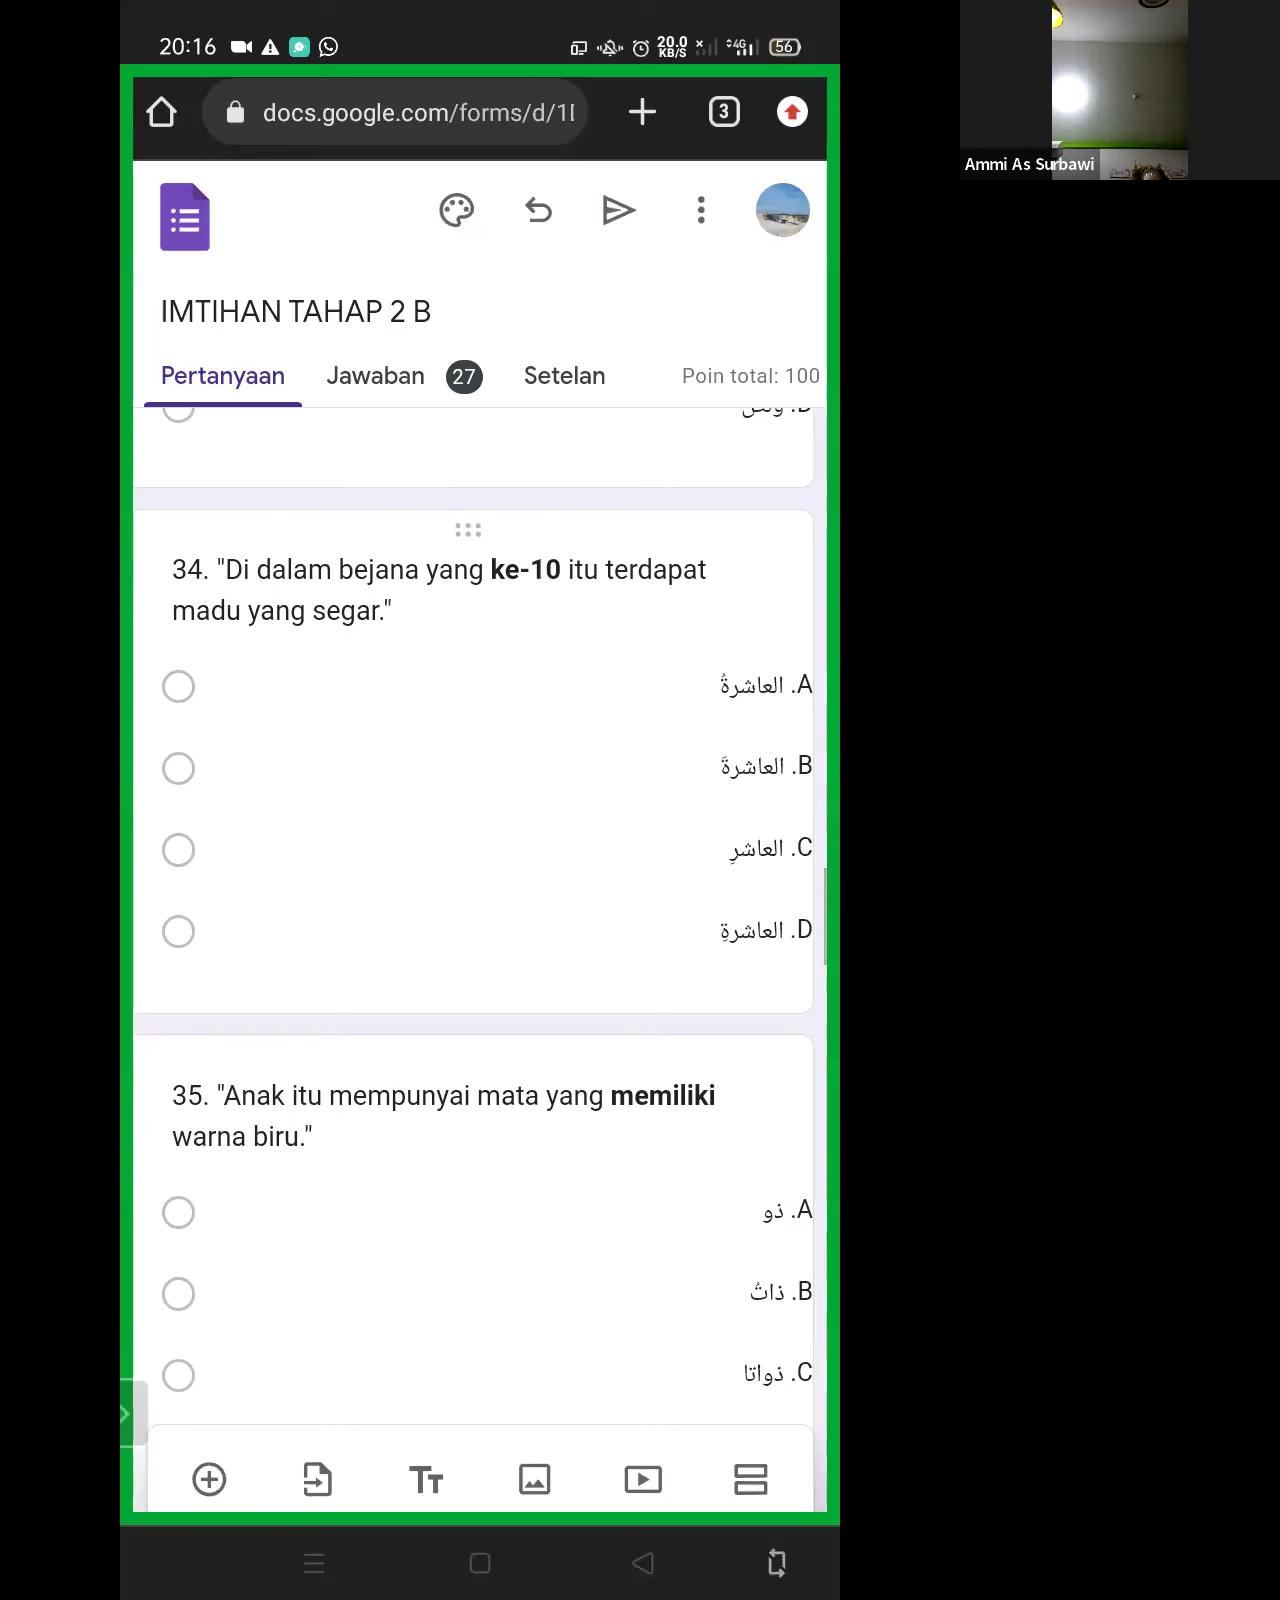 20:16
20.0 KB/S
4G
56
docs.google.com/forms/d/1
3
Ammi As Surbawi
IMTIHAN TAHAP 2 B
Pertanyaan
Jawaban 27
Setelan
Poin total: 100
34. "Di dalam bejana yang ke-10 itu terdapat
madu yang segar."
A. العاشرةُ
B. العاشرةَ
C. العاشرِ
D. العاشرةِ
35. "Anak itu mempunyai mata yang memiliki
warna biru."
A. ذو
B. ذاتُ
C. ذواتا